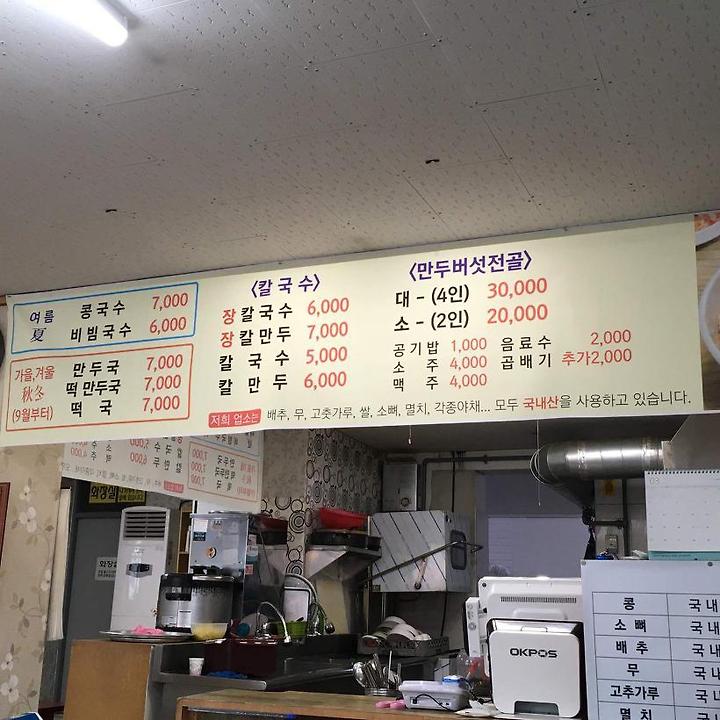 여름 콩국수 7,000
夏 비빔국수 6,000
가을,겨울 만두국 7,000
秋冬 떡만두국 7,000
(9월부터) 떡국 7,000
<칼국수>
장칼국수 6,000
장칼만두 7,000
칼국수 5,000
칼만두 6,000
<만두버섯전골>
대 - (4인) 30,000
소 - (2인) 20,000
공기밥 1,000 음료수 2,000
소주 4,000 곱배기 추가2,000
맥주 4,000
저희 업소는 배추, 무, 고춧가루, 쌀, 소뼈, 멸치, 각종야채... 모두 국내산을 사용하고 있습니다.
화장실
OKPOS
콩 국내
소뼈 국내
배추 국내
무 국내
고추가루 국내
멸치 국